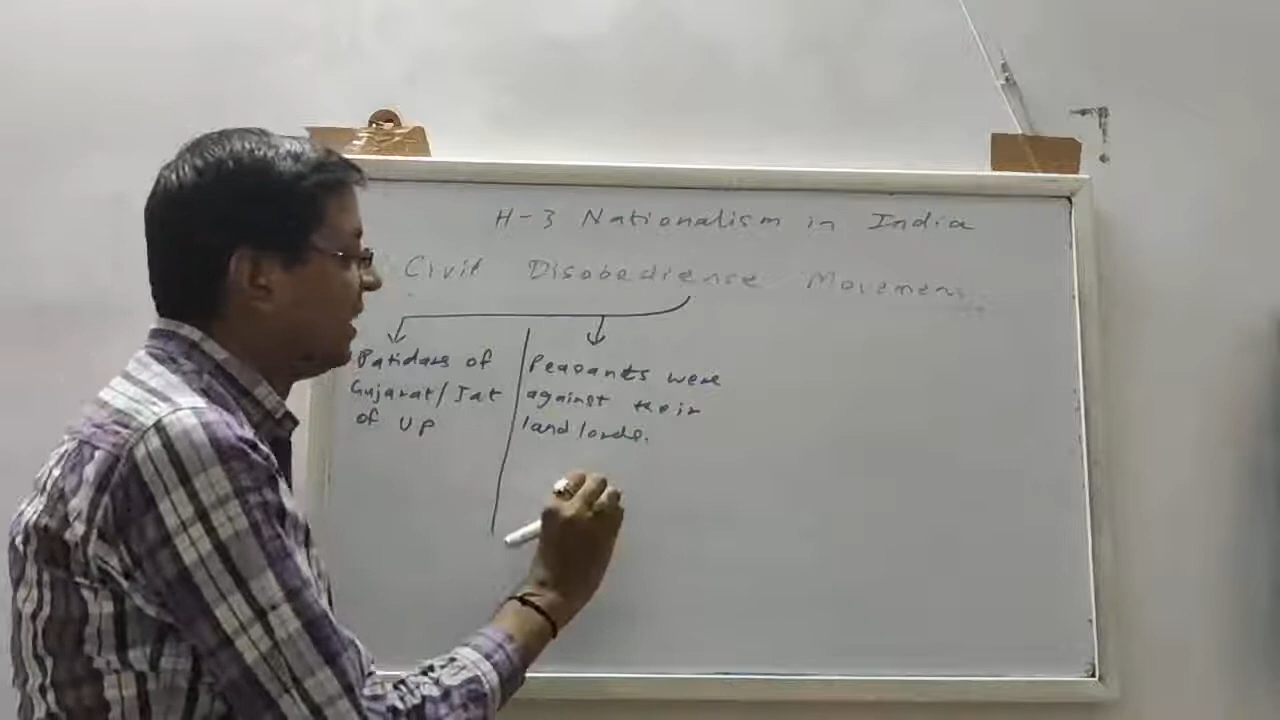 H-3 Nationalism in India
Civil Disobedience Movement
Patidars of
Gujarat/Jat
of UP
Peasants were
against their
landlords.